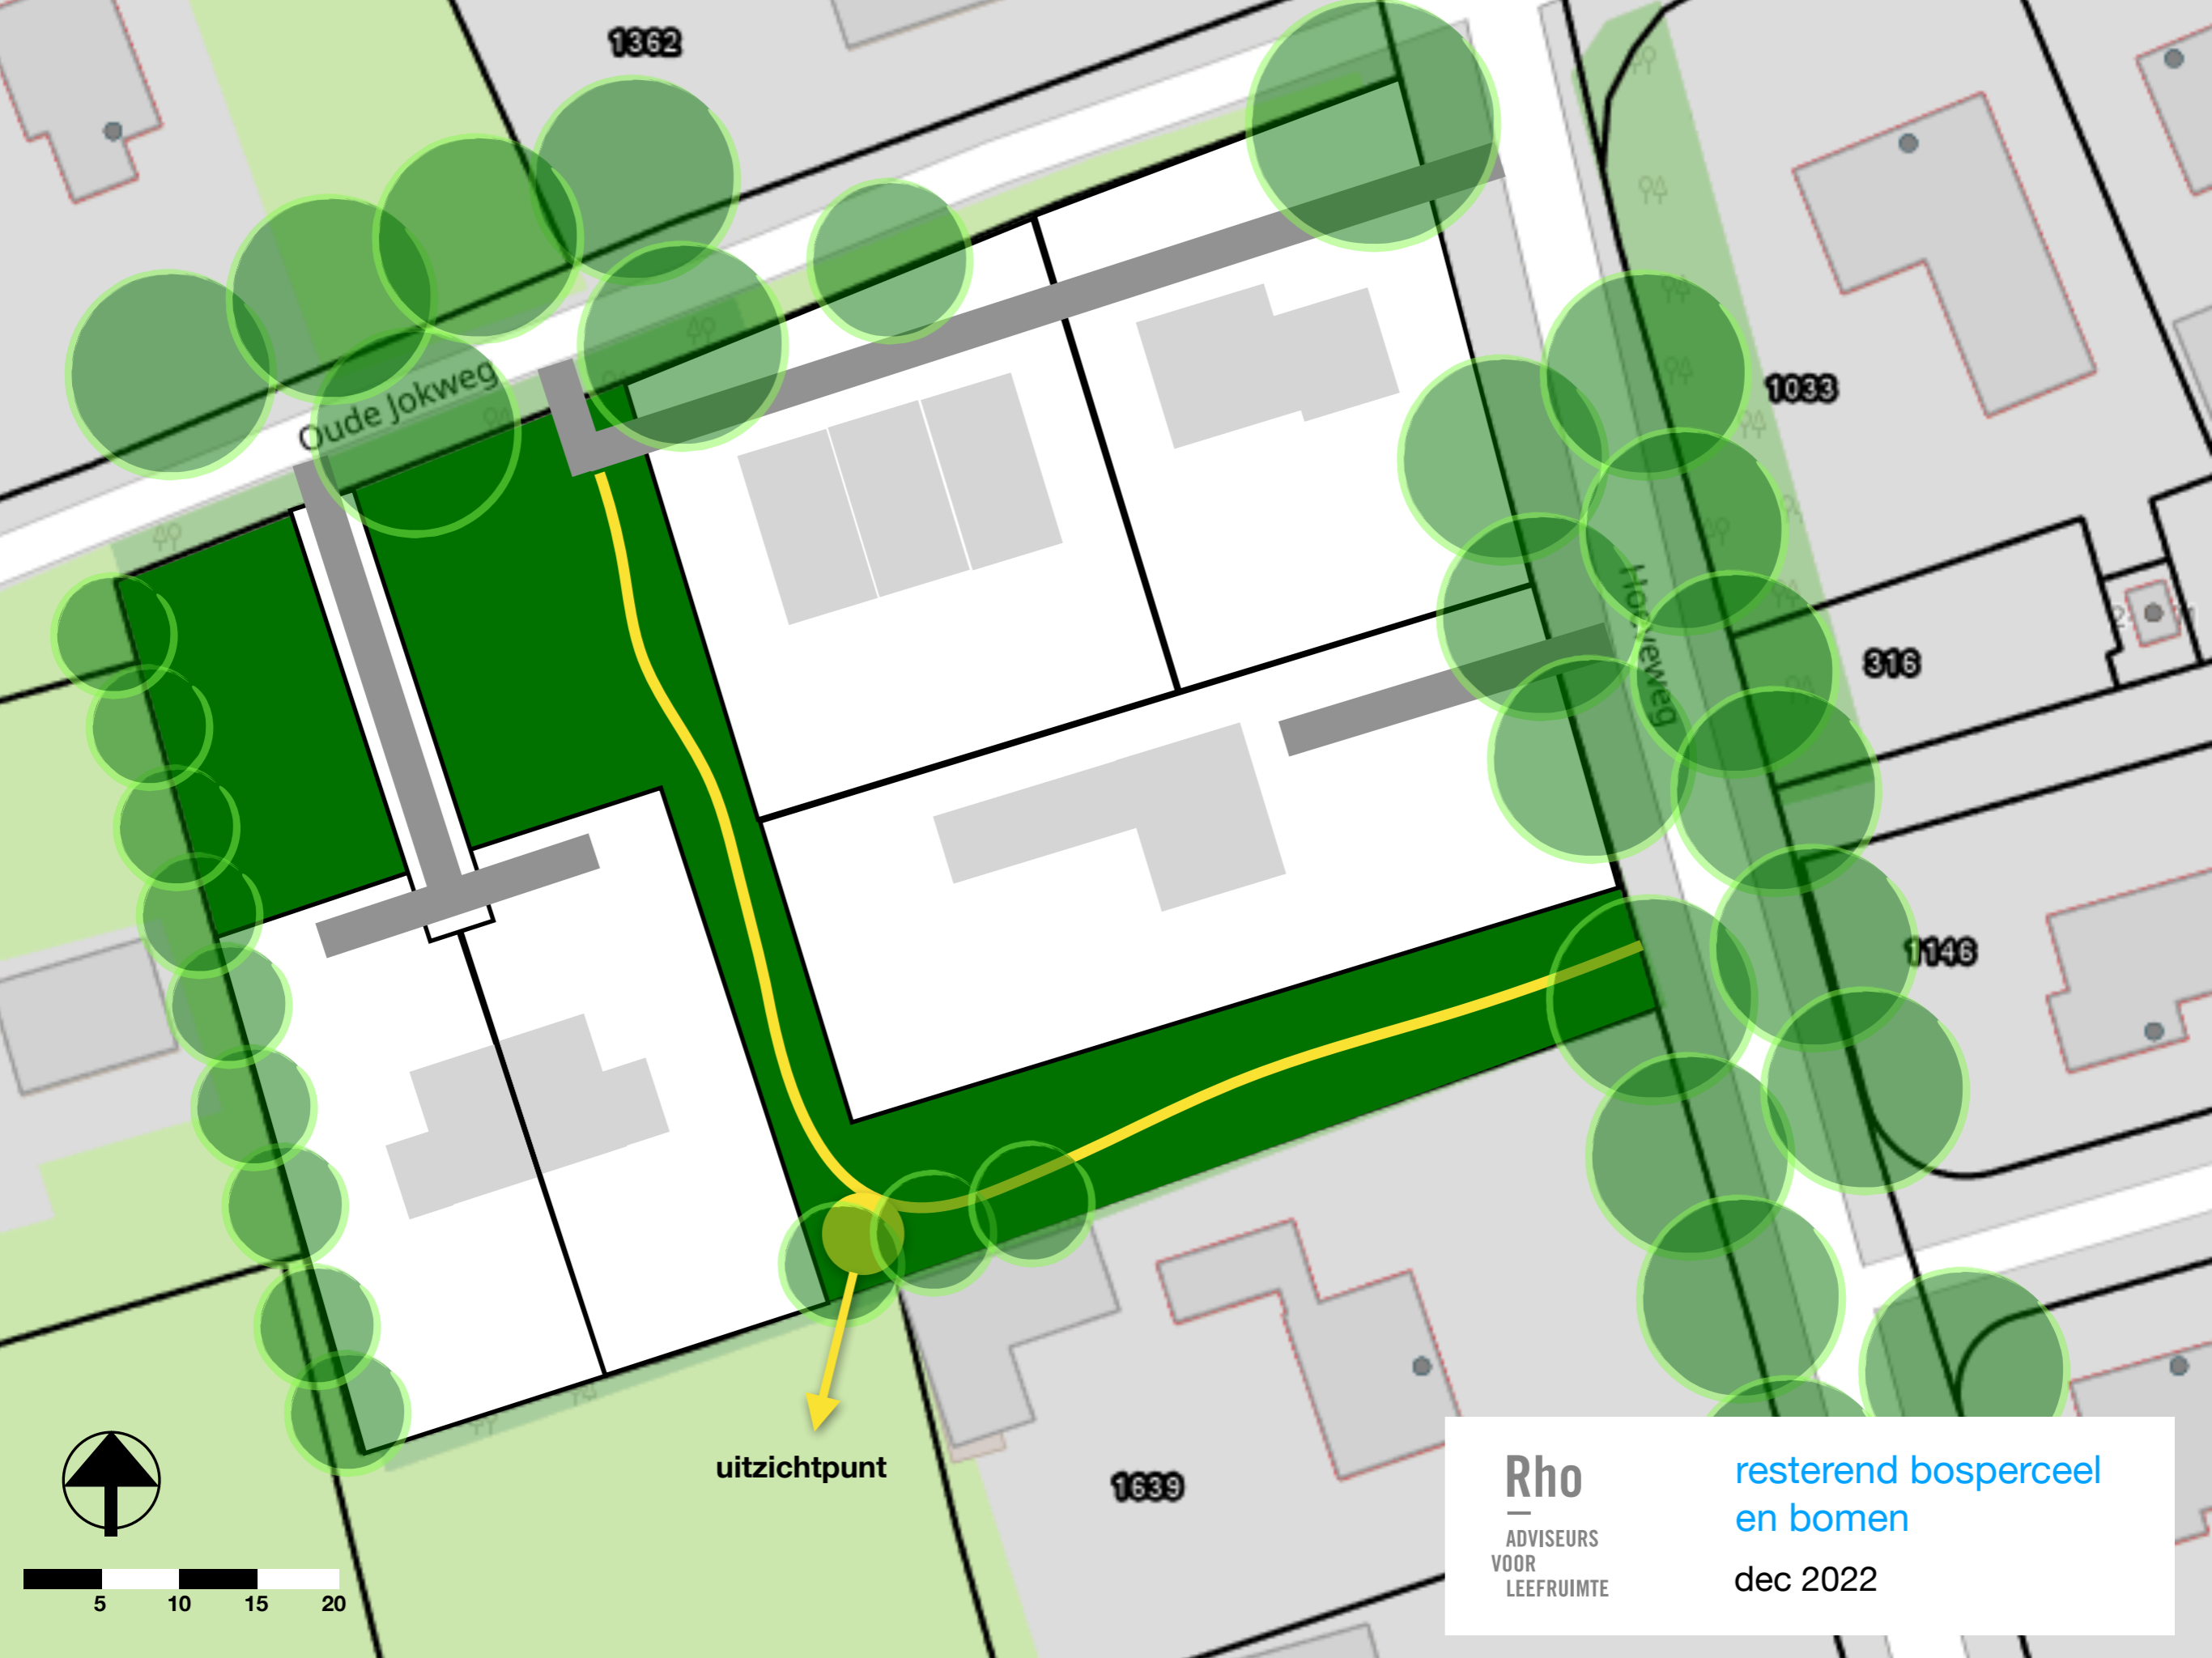 1362
Oude Jokweg
1033
316
1146
uitzichtpunt
1639
5 10 15 20
Rho
ADVISEURS
VOOR
LEEFRUIMTE
resterend bosperceel
en bomen
dec 2022